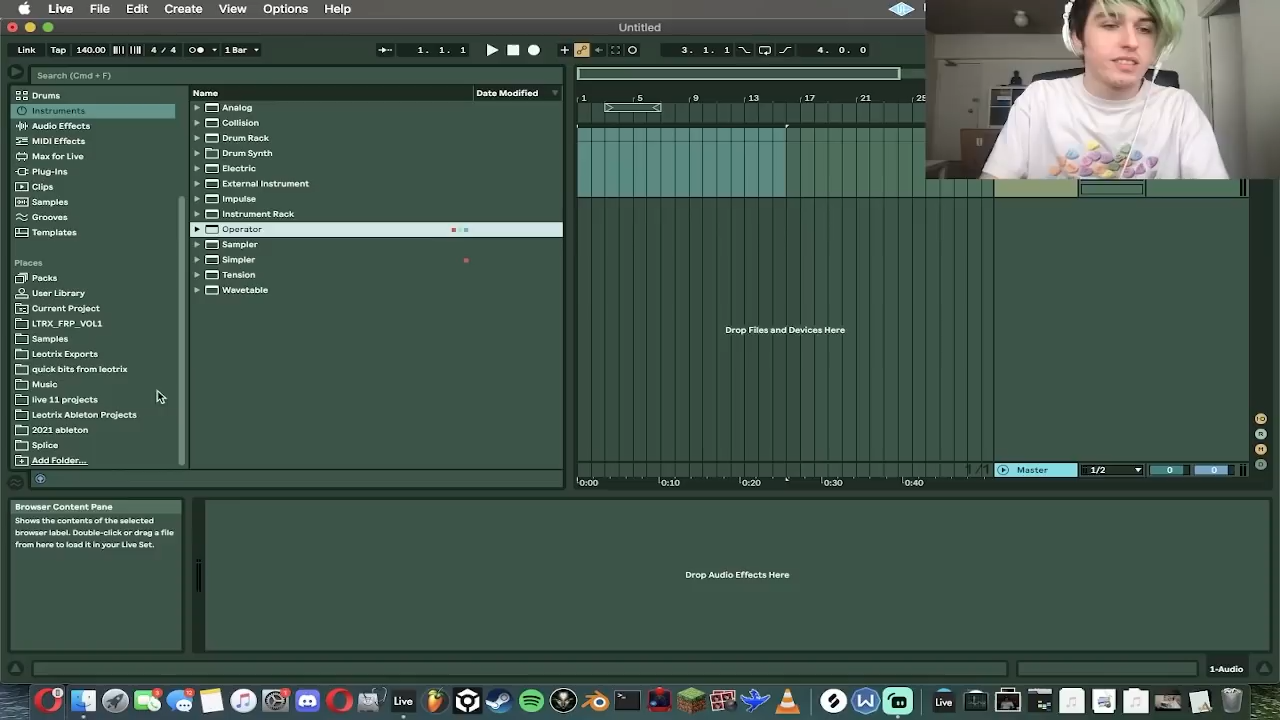 Live File Edit Create View Options Help
Untitled
Link Tap 140.00 4 / 4 1 Bar 1. 1. 1 3. 1. 1 4. 0. 0
Search (Cmd + F)
Drums
Instruments
Audio Effects
MIDI Effects
Max for Live
Plug-Ins
Clips
Samples
Grooves
Templates
Places
Packs
User Library
Current Project
LTRX_FRP_VOL1
Samples
Leotrix Exports
quick bits from leotrix
Music
live 11 projects
Leotrix Ableton Projects
2021 ableton
Splice
Add Folder...
Name Date Modified
Analog
Collision
Drum Rack
Drum Synth
Electric
External Instrument
Impulse
Instrument Rack
Operator
Sampler
Simpler
Tension
Wavetable
1 5 9 13 17 21
Drop Files and Devices Here
1/1 Master 1/2 0 0
0:00 0:10 0:20 0:30 0:40
Browser Content Pane
Shows the contents of the selected
browser label. Double-click or drag a file
from here to load it in your Live Set.
Drop Audio Effects Here
1-Audio
Live Live